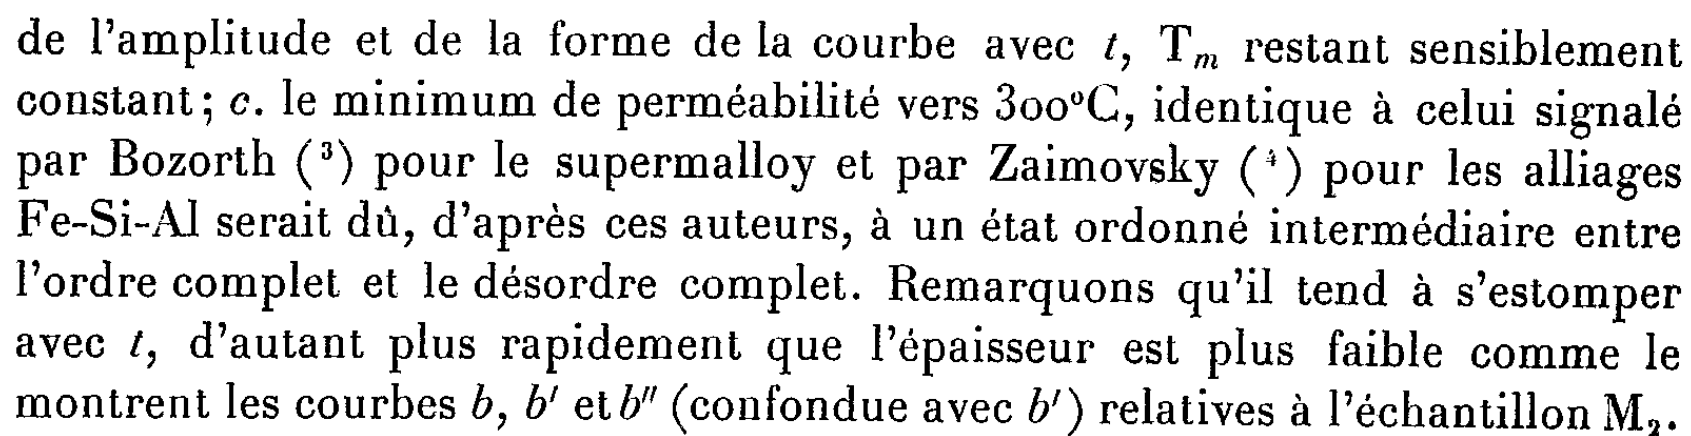 de l'amplitude et de la forme de la courbe avec t, Tₘ restant sensiblement
constant; c. le minimum de perméabilité vers 300°C, identique à celui signalé
par Bozorth (³) pour le supermalloy et par Zaimovsky (⁴) pour les alliages
Fe-Si-Al serait dû, d'après ces auteurs, à un état ordonné intermédiaire entre
l'ordre complet et le désordre complet. Remarquons qu'il tend à s'estomper
avec t, d'autant plus rapidement que l'épaisseur est plus faible comme le
montrent les courbes b, b′ et b″ (confondue avec b′) relatives à l'échantillon M₂.